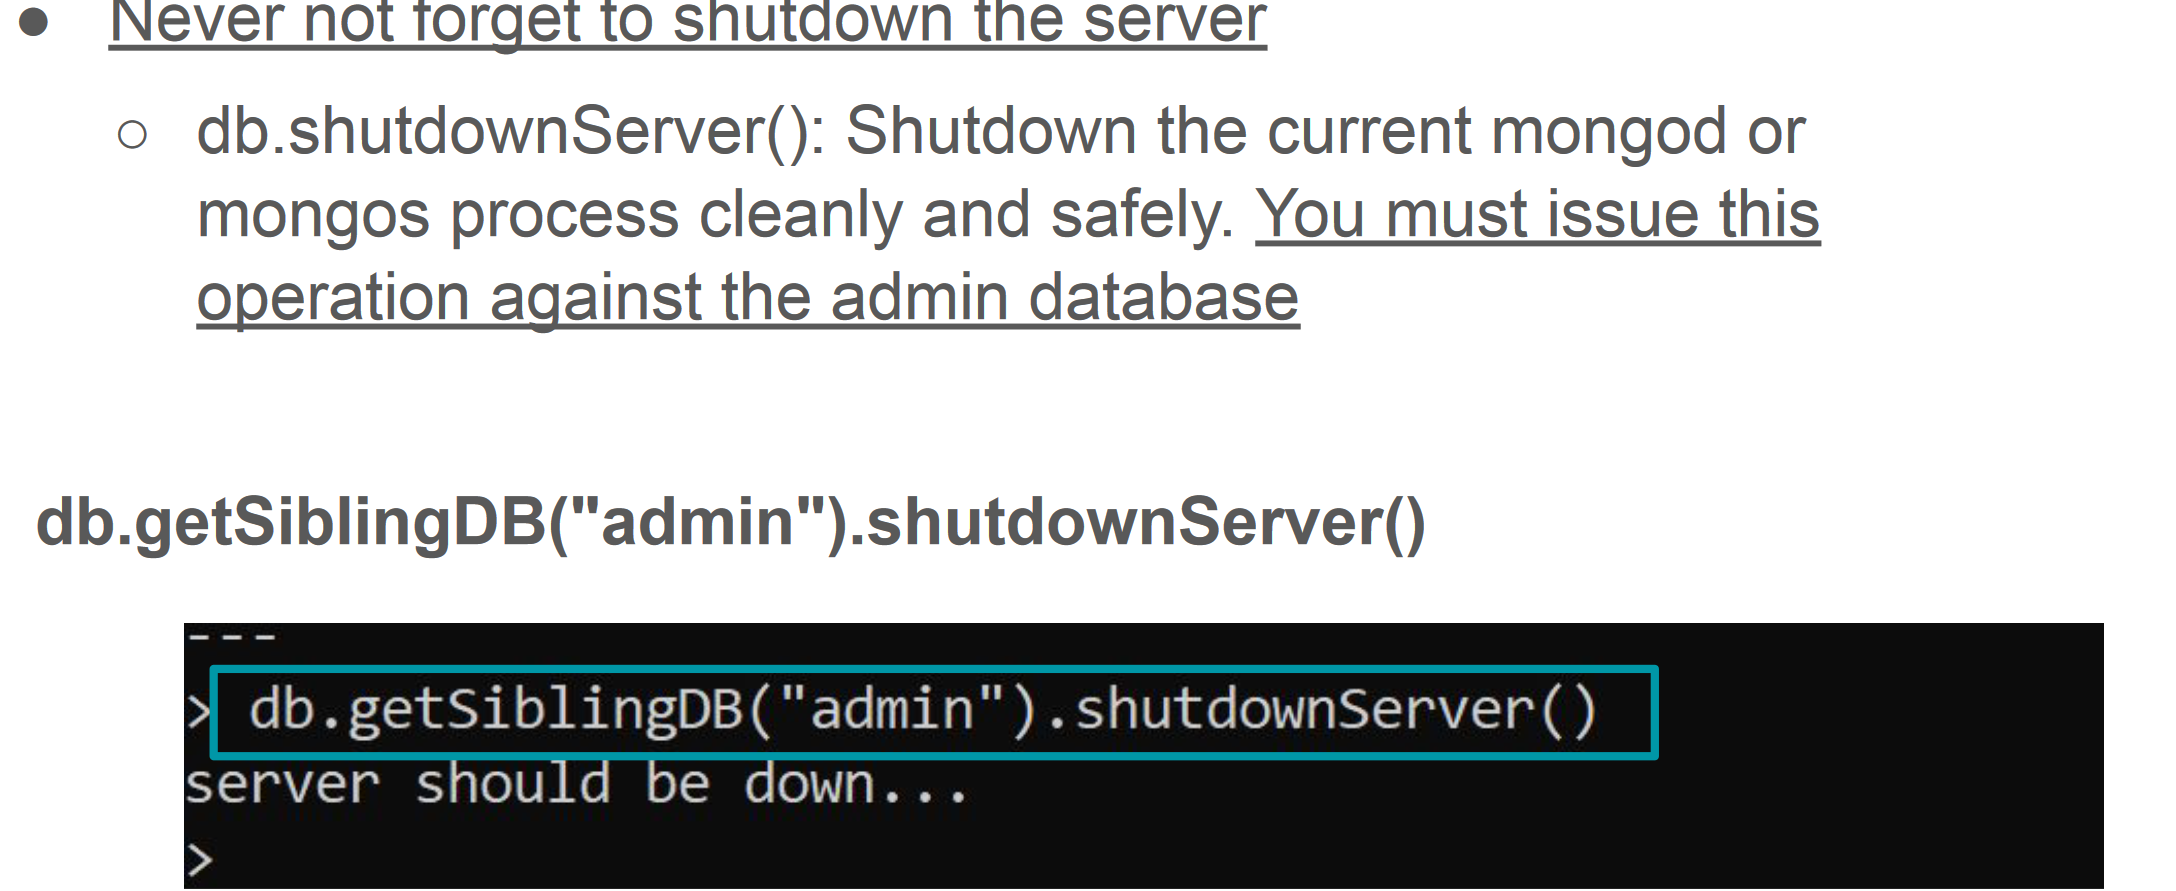 ● Never not forget to shutdown the server
○ db.shutdownServer(): Shutdown the current mongod or
mongos process cleanly and safely. You must issue this
operation against the admin database
db.getSiblingDB("admin").shutdownServer()
---
> db.getSiblingDB("admin").shutdownServer()
server should be down...
>